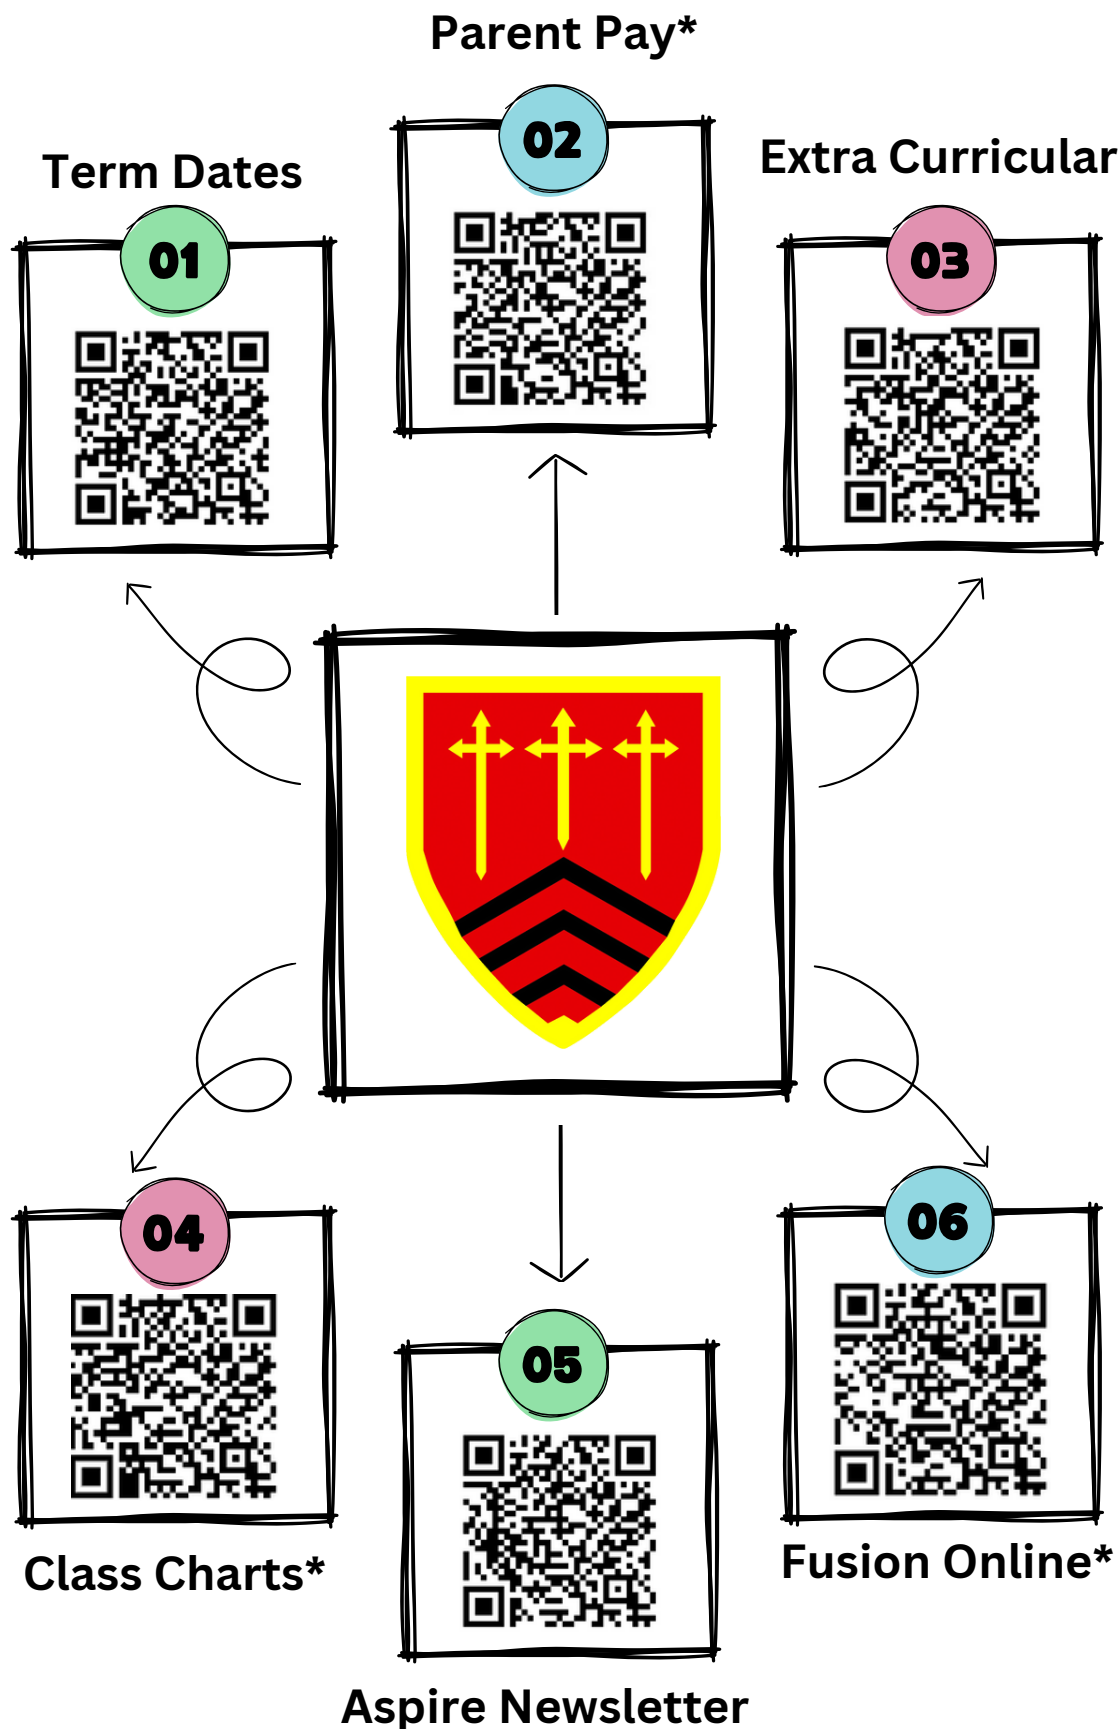 Parent Pay*
02
Term Dates
01
Extra Curricular
03
04
Class Charts*
05
Aspire Newsletter
06
Fusion Online*